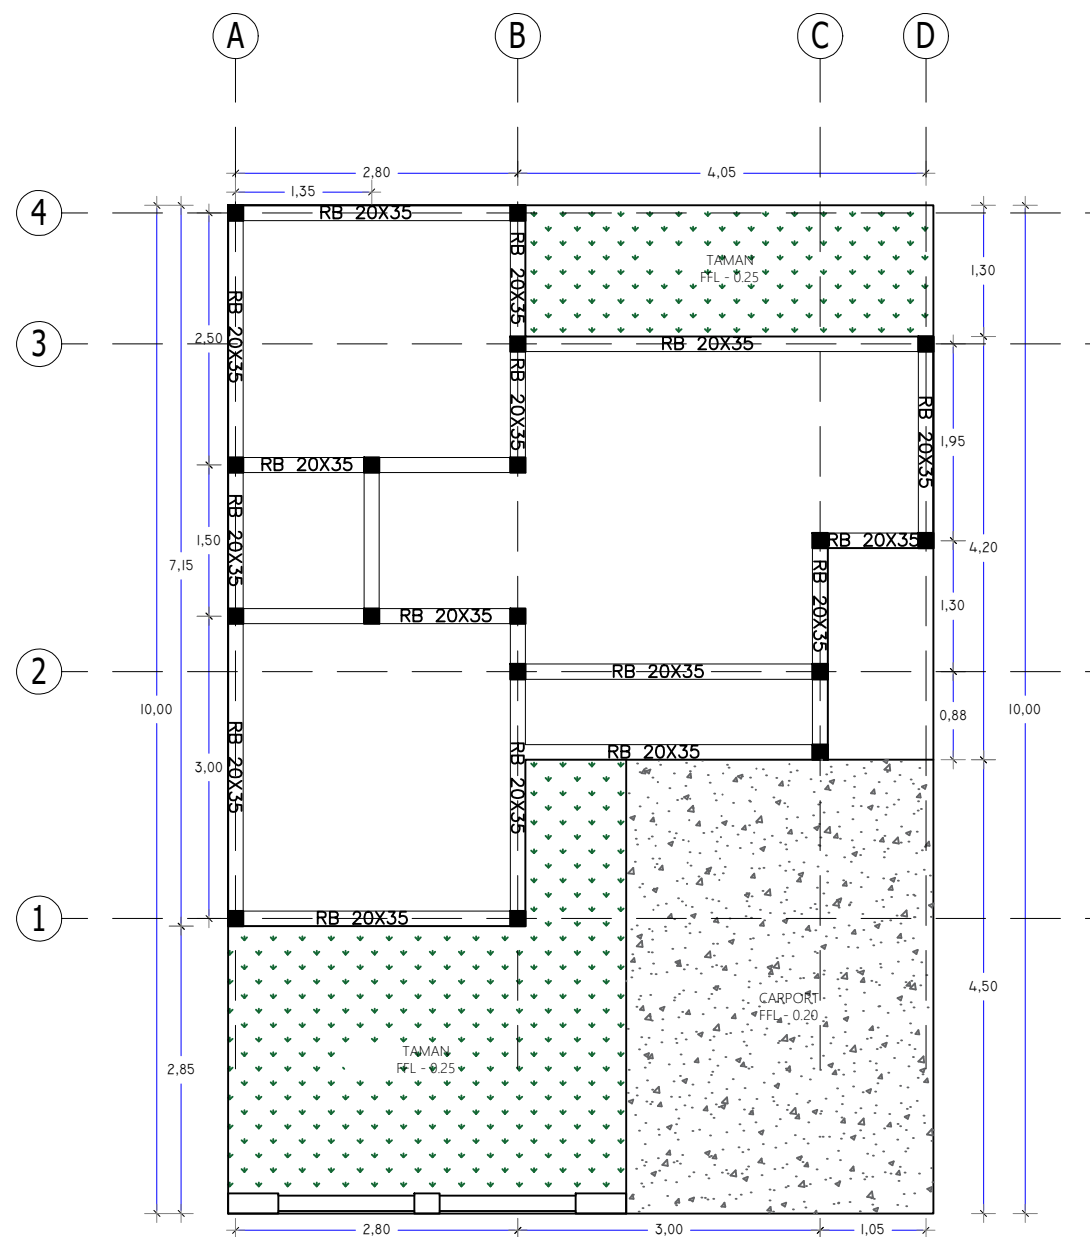 A
B
C
D
2,80
4,05
1,35
4
RB 20X35
RB 20X35
TAMAN
FFL - 0.25
1,30
RB 20X35
2,50
3
RB 20X35
RB 20X35
RB 20X35
1,95
RB 20X35
RB 20X35
1,50
RB 20X35
4,20
7,15
RB 20X35
1,30
RB 20X35
2
RB 20X35
10,00
0,88
10,00
RB 20X35
3,00
RB 20X35
RB 20X35
1
RB 20X35
4,50
CARPORT
FFL - 0.20
TAMAN
FFL - 0.25
2,85
2,80
3,00
1,05